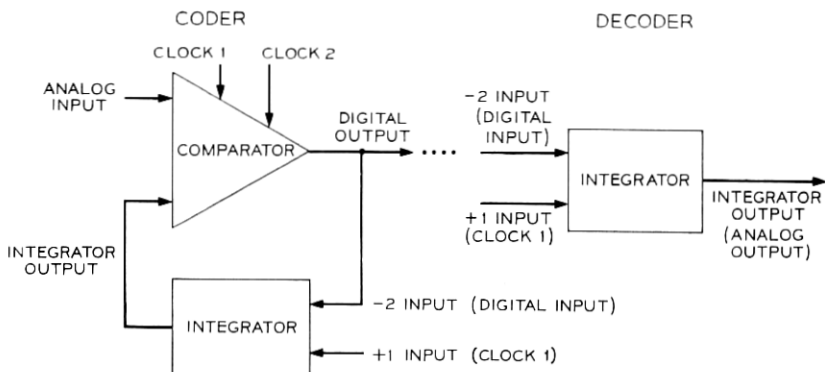 CODER
DECODER
CLOCK 1
CLOCK 2
ANALOG
INPUT
COMPARATOR
DIGITAL
OUTPUT
-2 INPUT
(DIGITAL
INPUT)
+1 INPUT
(CLOCK 1)
INTEGRATOR
INTEGRATOR
OUTPUT
(ANALOG
OUTPUT)
INTEGRATOR
OUTPUT
INTEGRATOR
-2 INPUT (DIGITAL INPUT)
+1 INPUT (CLOCK 1)